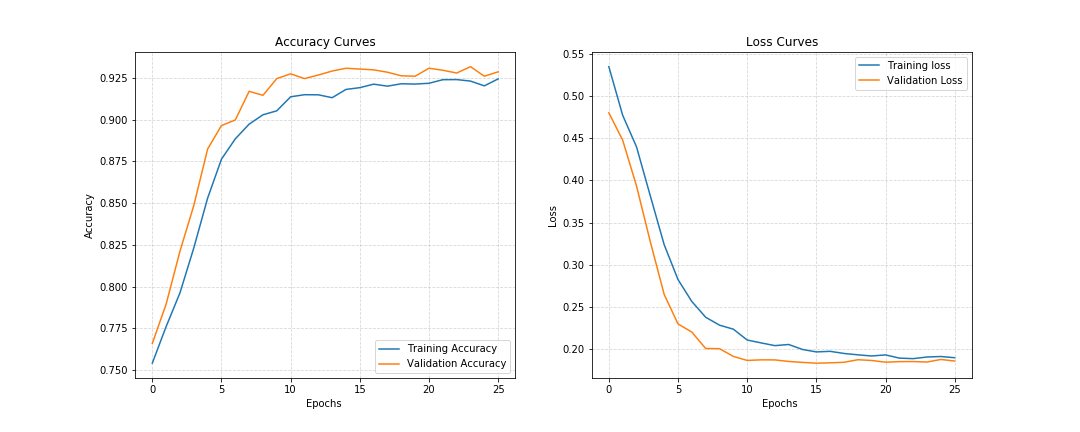 Accuracy Curves
0.925
0.900
0.875
0.850
0.825
0.800
0.775
0.750
Accuracy
0 5 10 15 20 25
Epochs
Training Accuracy
Validation Accuracy
Loss Curves
0.55
0.50
0.45
0.40
0.35
0.30
0.25
0.20
Loss
0 5 10 15 20 25
Epochs
Training loss
Validation Loss